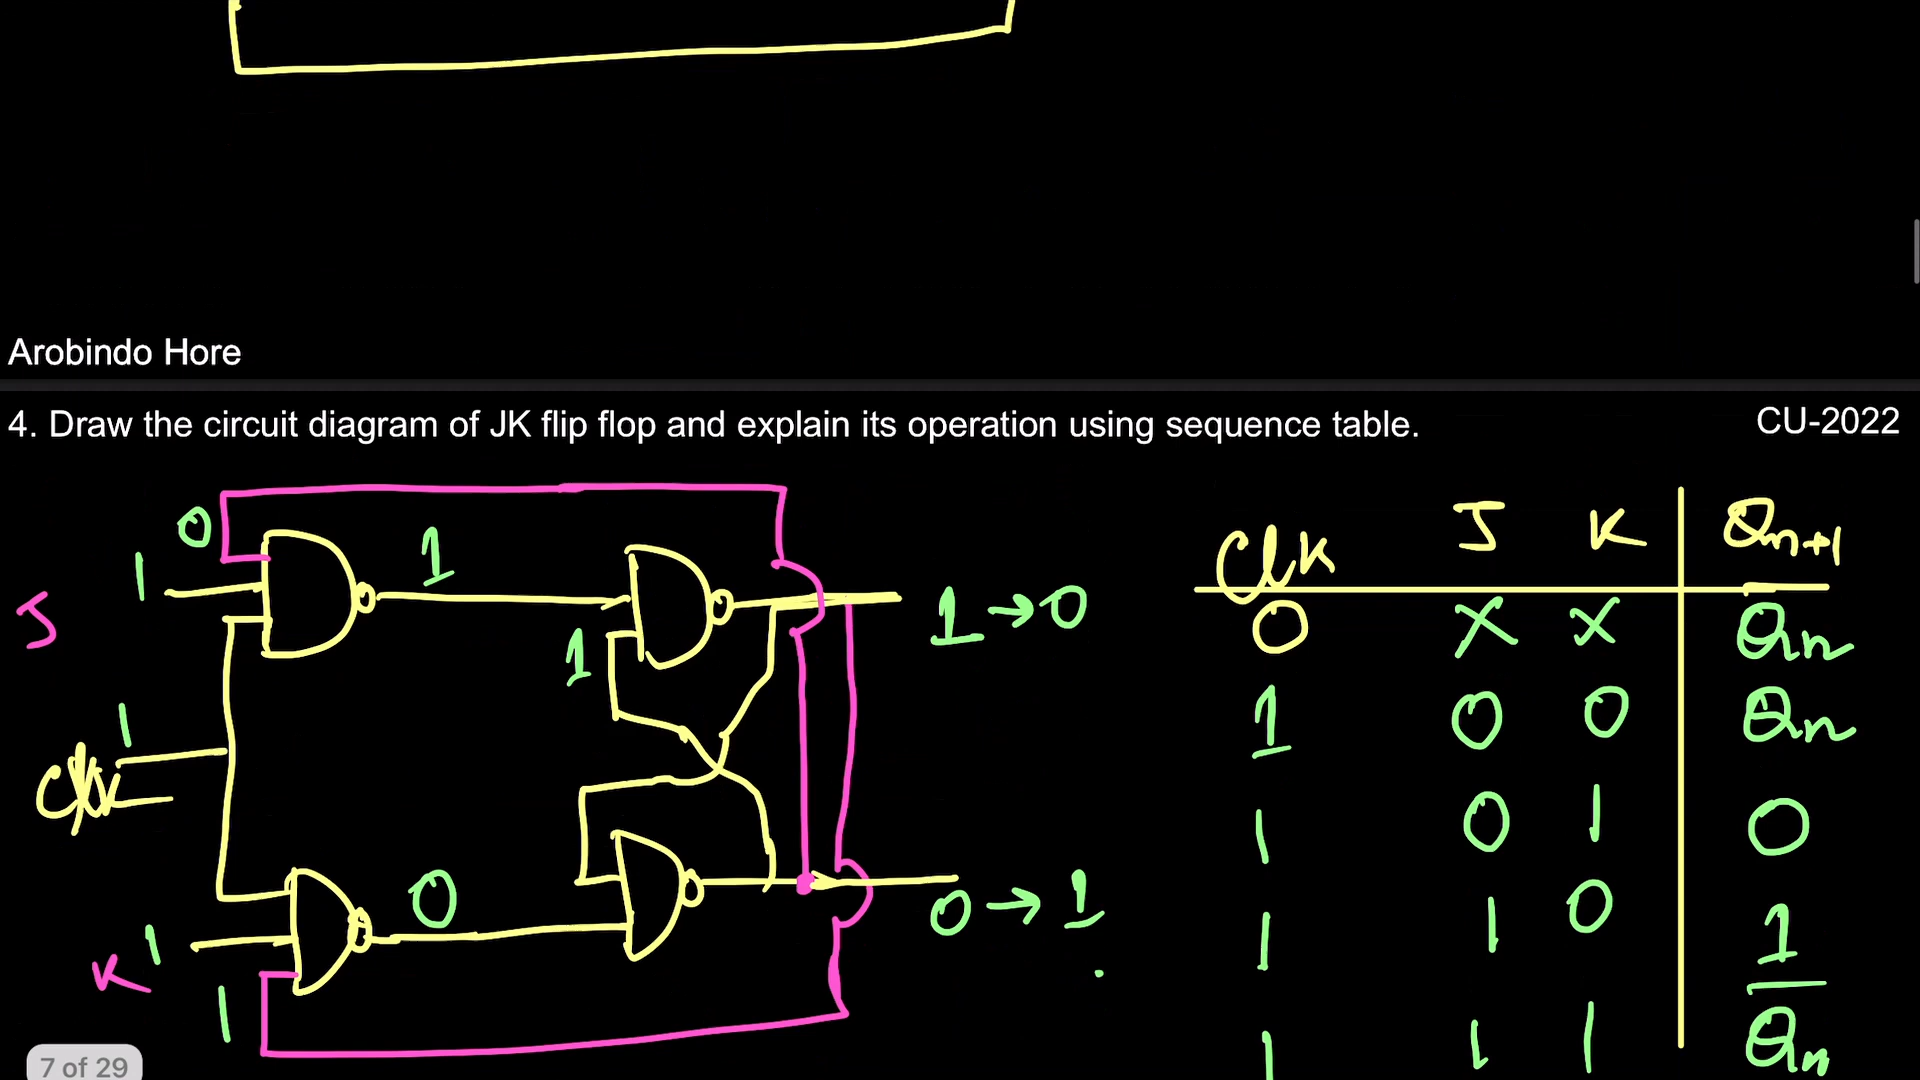 Arobindo Hore
4. Draw the circuit diagram of JK flip flop and explain its operation using sequence table. CU-2022
0
1
J
1
1
1→0
1
Clk
0
0→1
K
1
1
Clk J K Qn+1
0 X X Qn
1 0 0 Qn
1 0 1 0
1 1 0 1
1 1 1 Q̅n
7 of 29